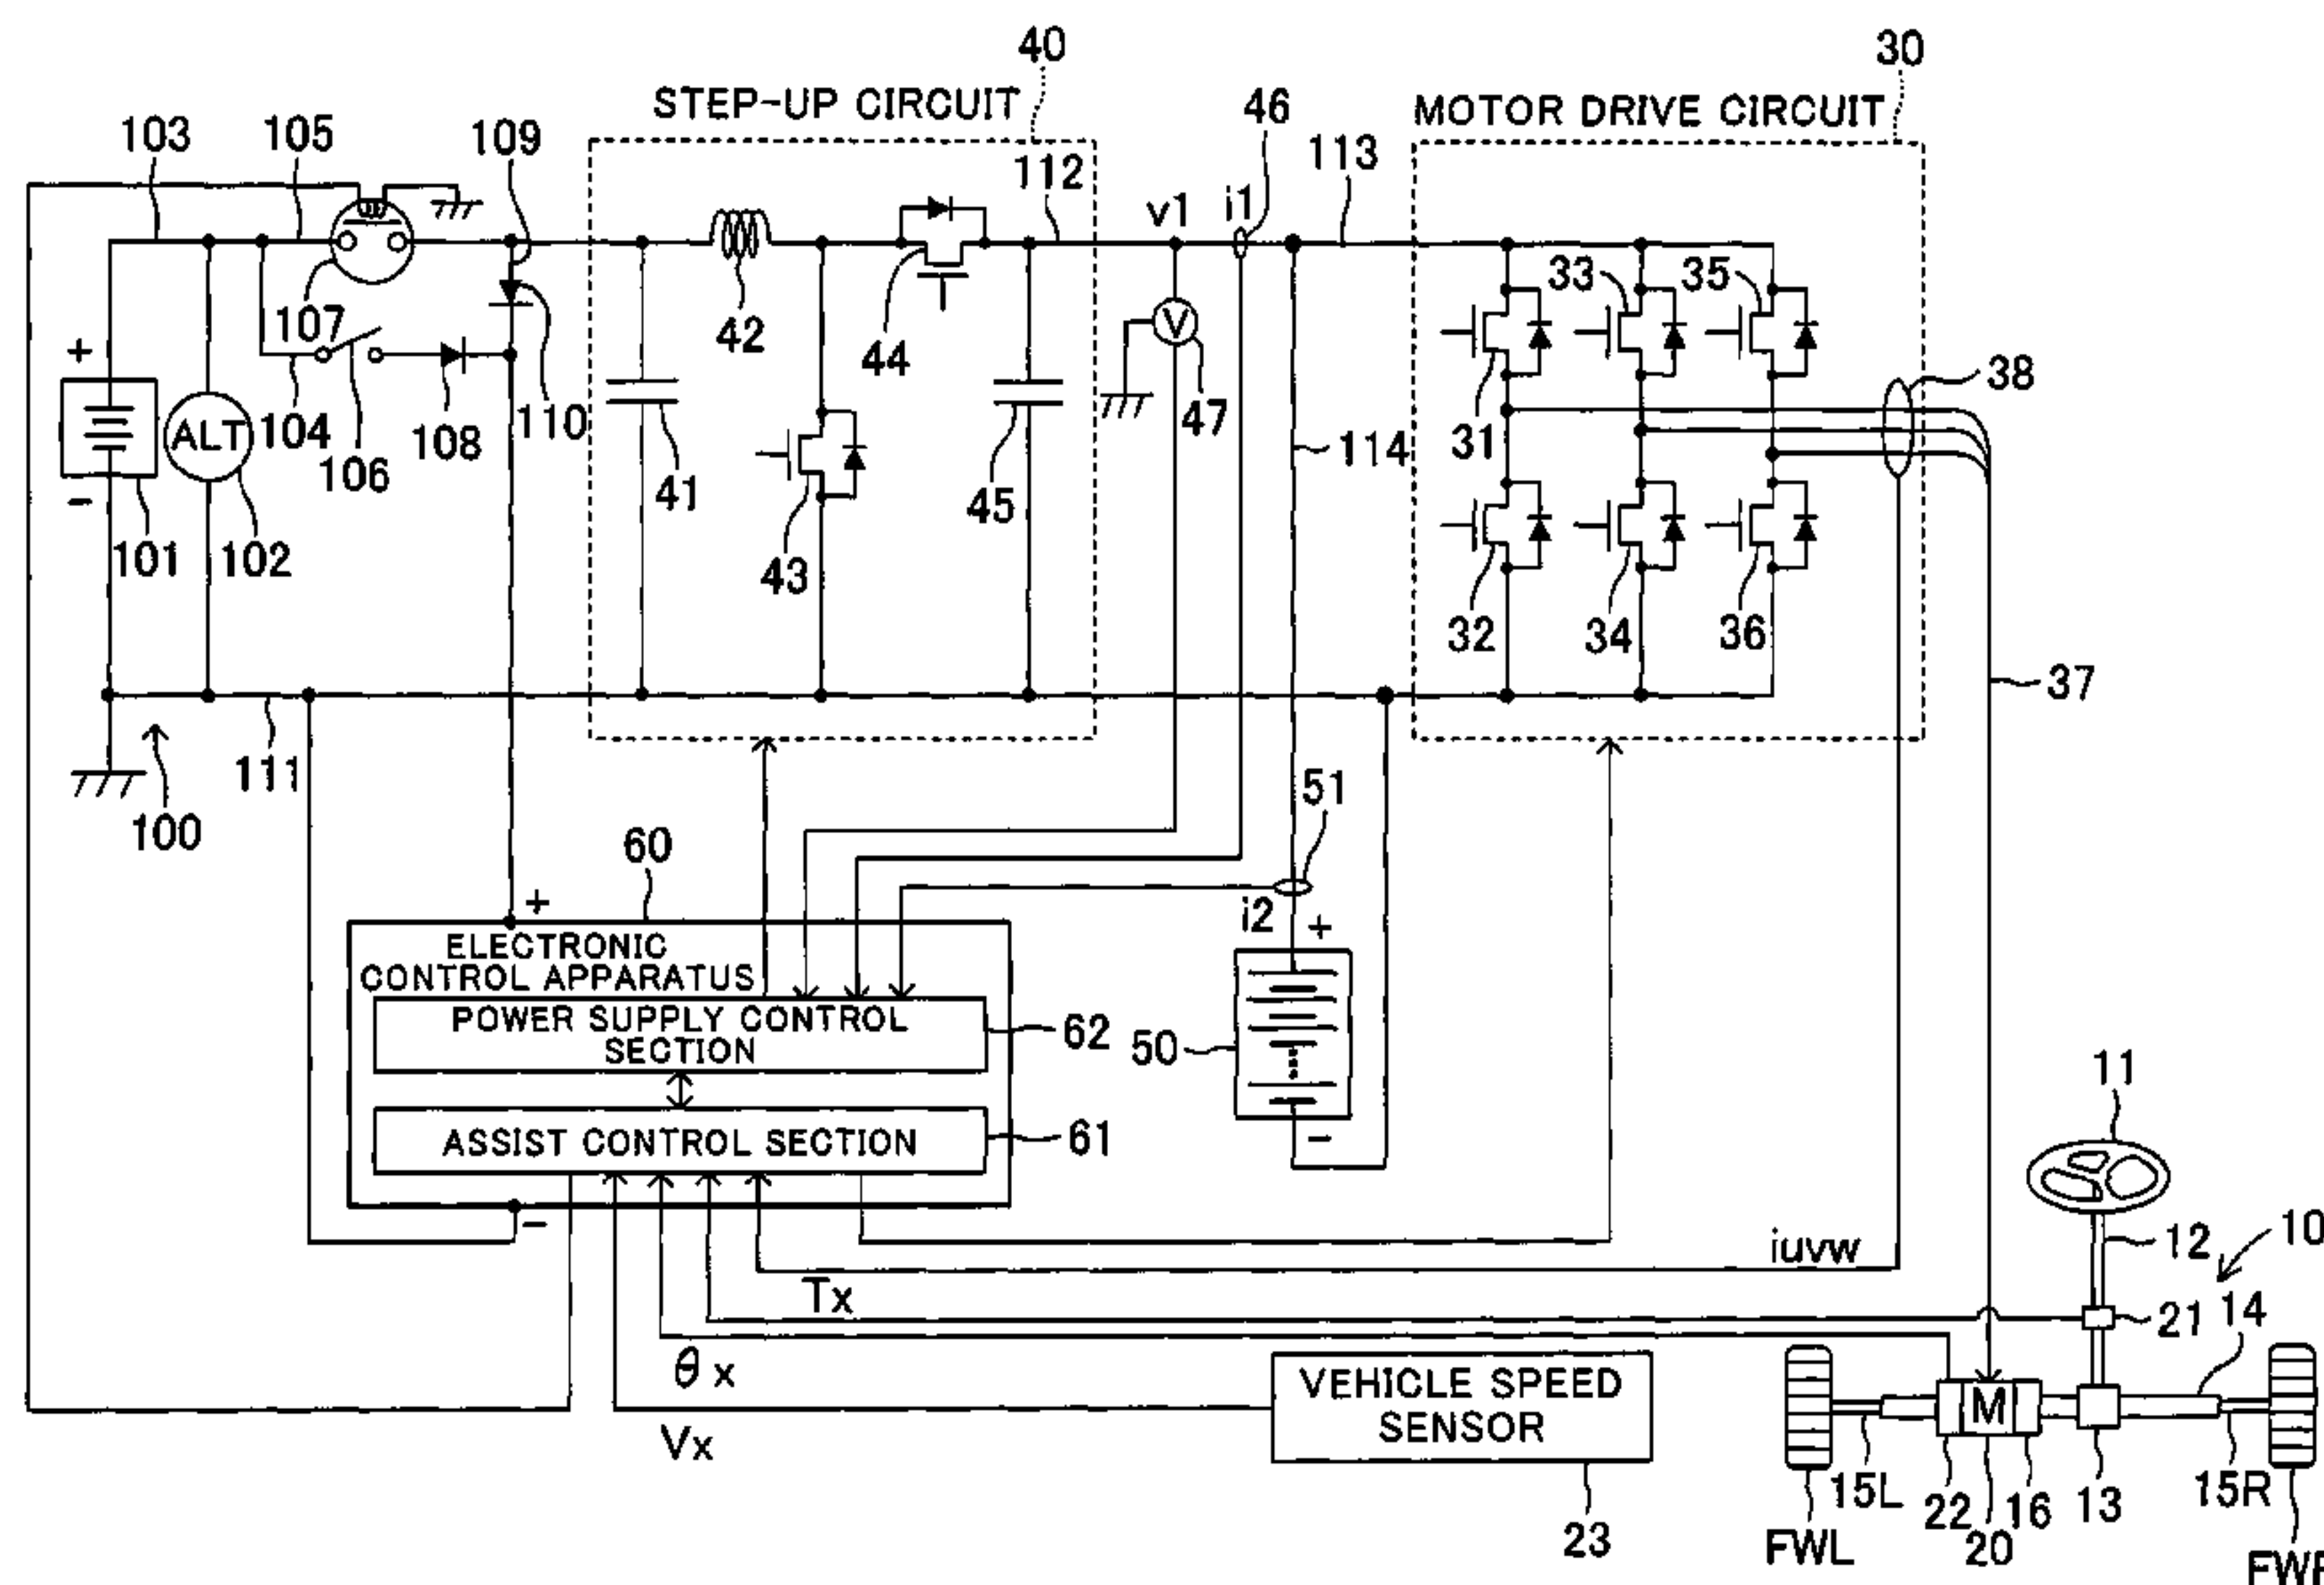 40
30
STEP-UP CIRCUIT
46
MOTOR DRIVE CIRCUIT
103
105
109
112
v1
i1
113
107
42
44
V
47
33
35
38
31
+
ALT
104
106
108
110
41
43
45
114
-
101
102
32
34
36
37
100
111
51
60
+
i2
+
ELECTRONIC
CONTROL APPARATUS
POWER SUPPLY CONTROL
SECTION
62
50
ASSIST CONTROL SECTION
61
-
-
11
12
10
iuvw
Tx
21
14
θx
VEHICLE SPEED
SENSOR
M
Vx
15L
22
16
13
15R
23
FWL
20